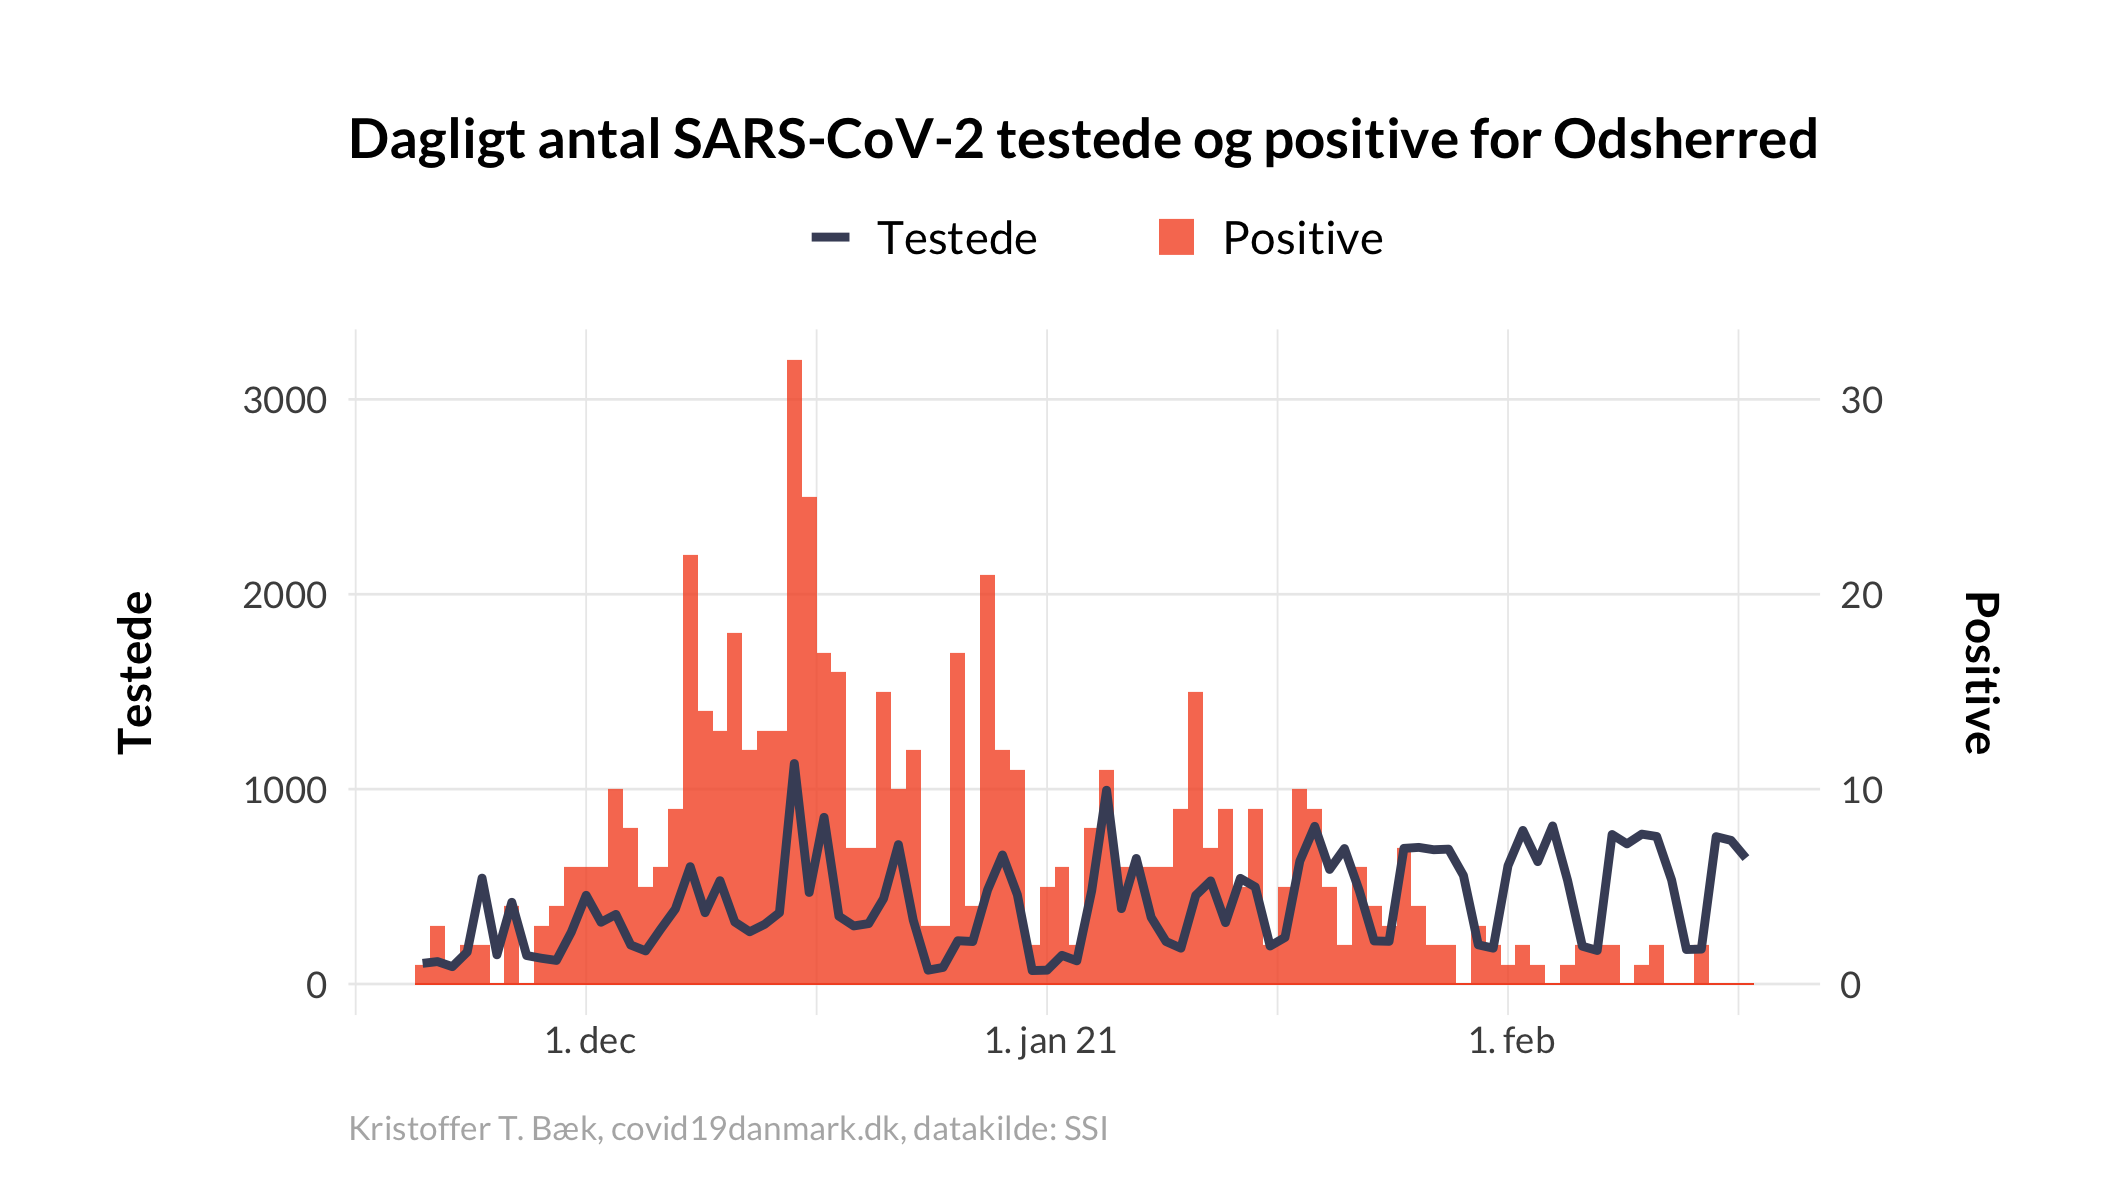 Dagligt antal SARS-CoV-2 testede og positive for Odsherred
Testede
Positive
3000
2000
1000
0
30
20
10
0
Testede
Positive
1. dec
1. jan 21
1. feb
Kristoffer T. Bæk, covid19danmark.dk, datakilde: SSI